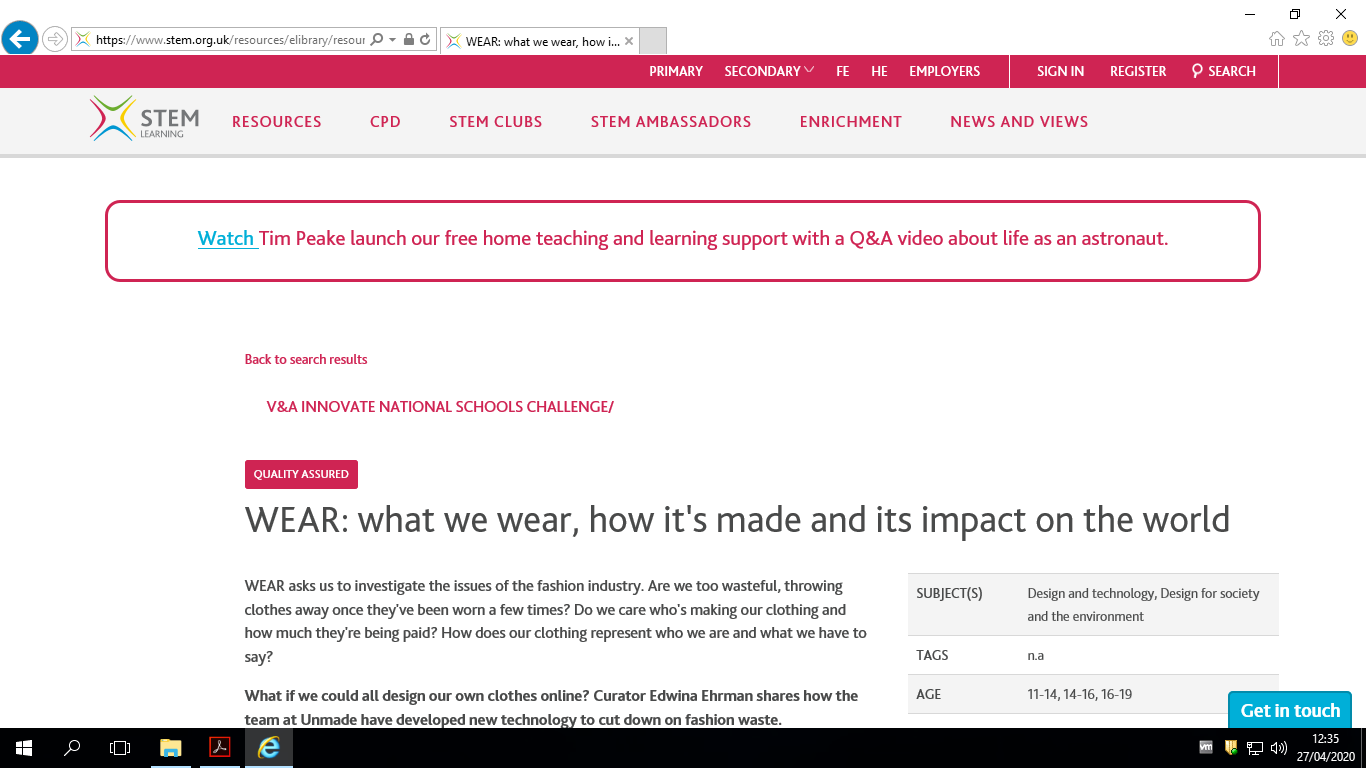 https://www.stem.org.uk/resources/elibrary/resour
WEAR: what we wear, how i...
PRIMARY SECONDARY FE HE EMPLOYERS SIGN IN REGISTER SEARCH
STEM
LEARNING
RESOURCES CPD STEM CLUBS STEM AMBASSADORS ENRICHMENT NEWS AND VIEWS
Watch Tim Peake launch our free home teaching and learning support with a Q&A video about life as an astronaut.
Back to search results
V&A INNOVATE NATIONAL SCHOOLS CHALLENGE/
QUALITY ASSURED
WEAR: what we wear, how it's made and its impact on the world
WEAR asks us to investigate the issues of the fashion industry. Are we too wasteful, throwing
clothes away once they've been worn a few times? Do we care who's making our clothing and
how much they're being paid? How does our clothing represent who we are and what we have to
say?
What if we could all design our own clothes online? Curator Edwina Ehrman shares how the
team at Unmade have developed new technology to cut down on fashion waste.
SUBJECT(S) Design and technology, Design for society
and the environment
TAGS n.a
AGE 11-14, 14-16, 16-19
Get in touch
vm
12:35
27/04/2020